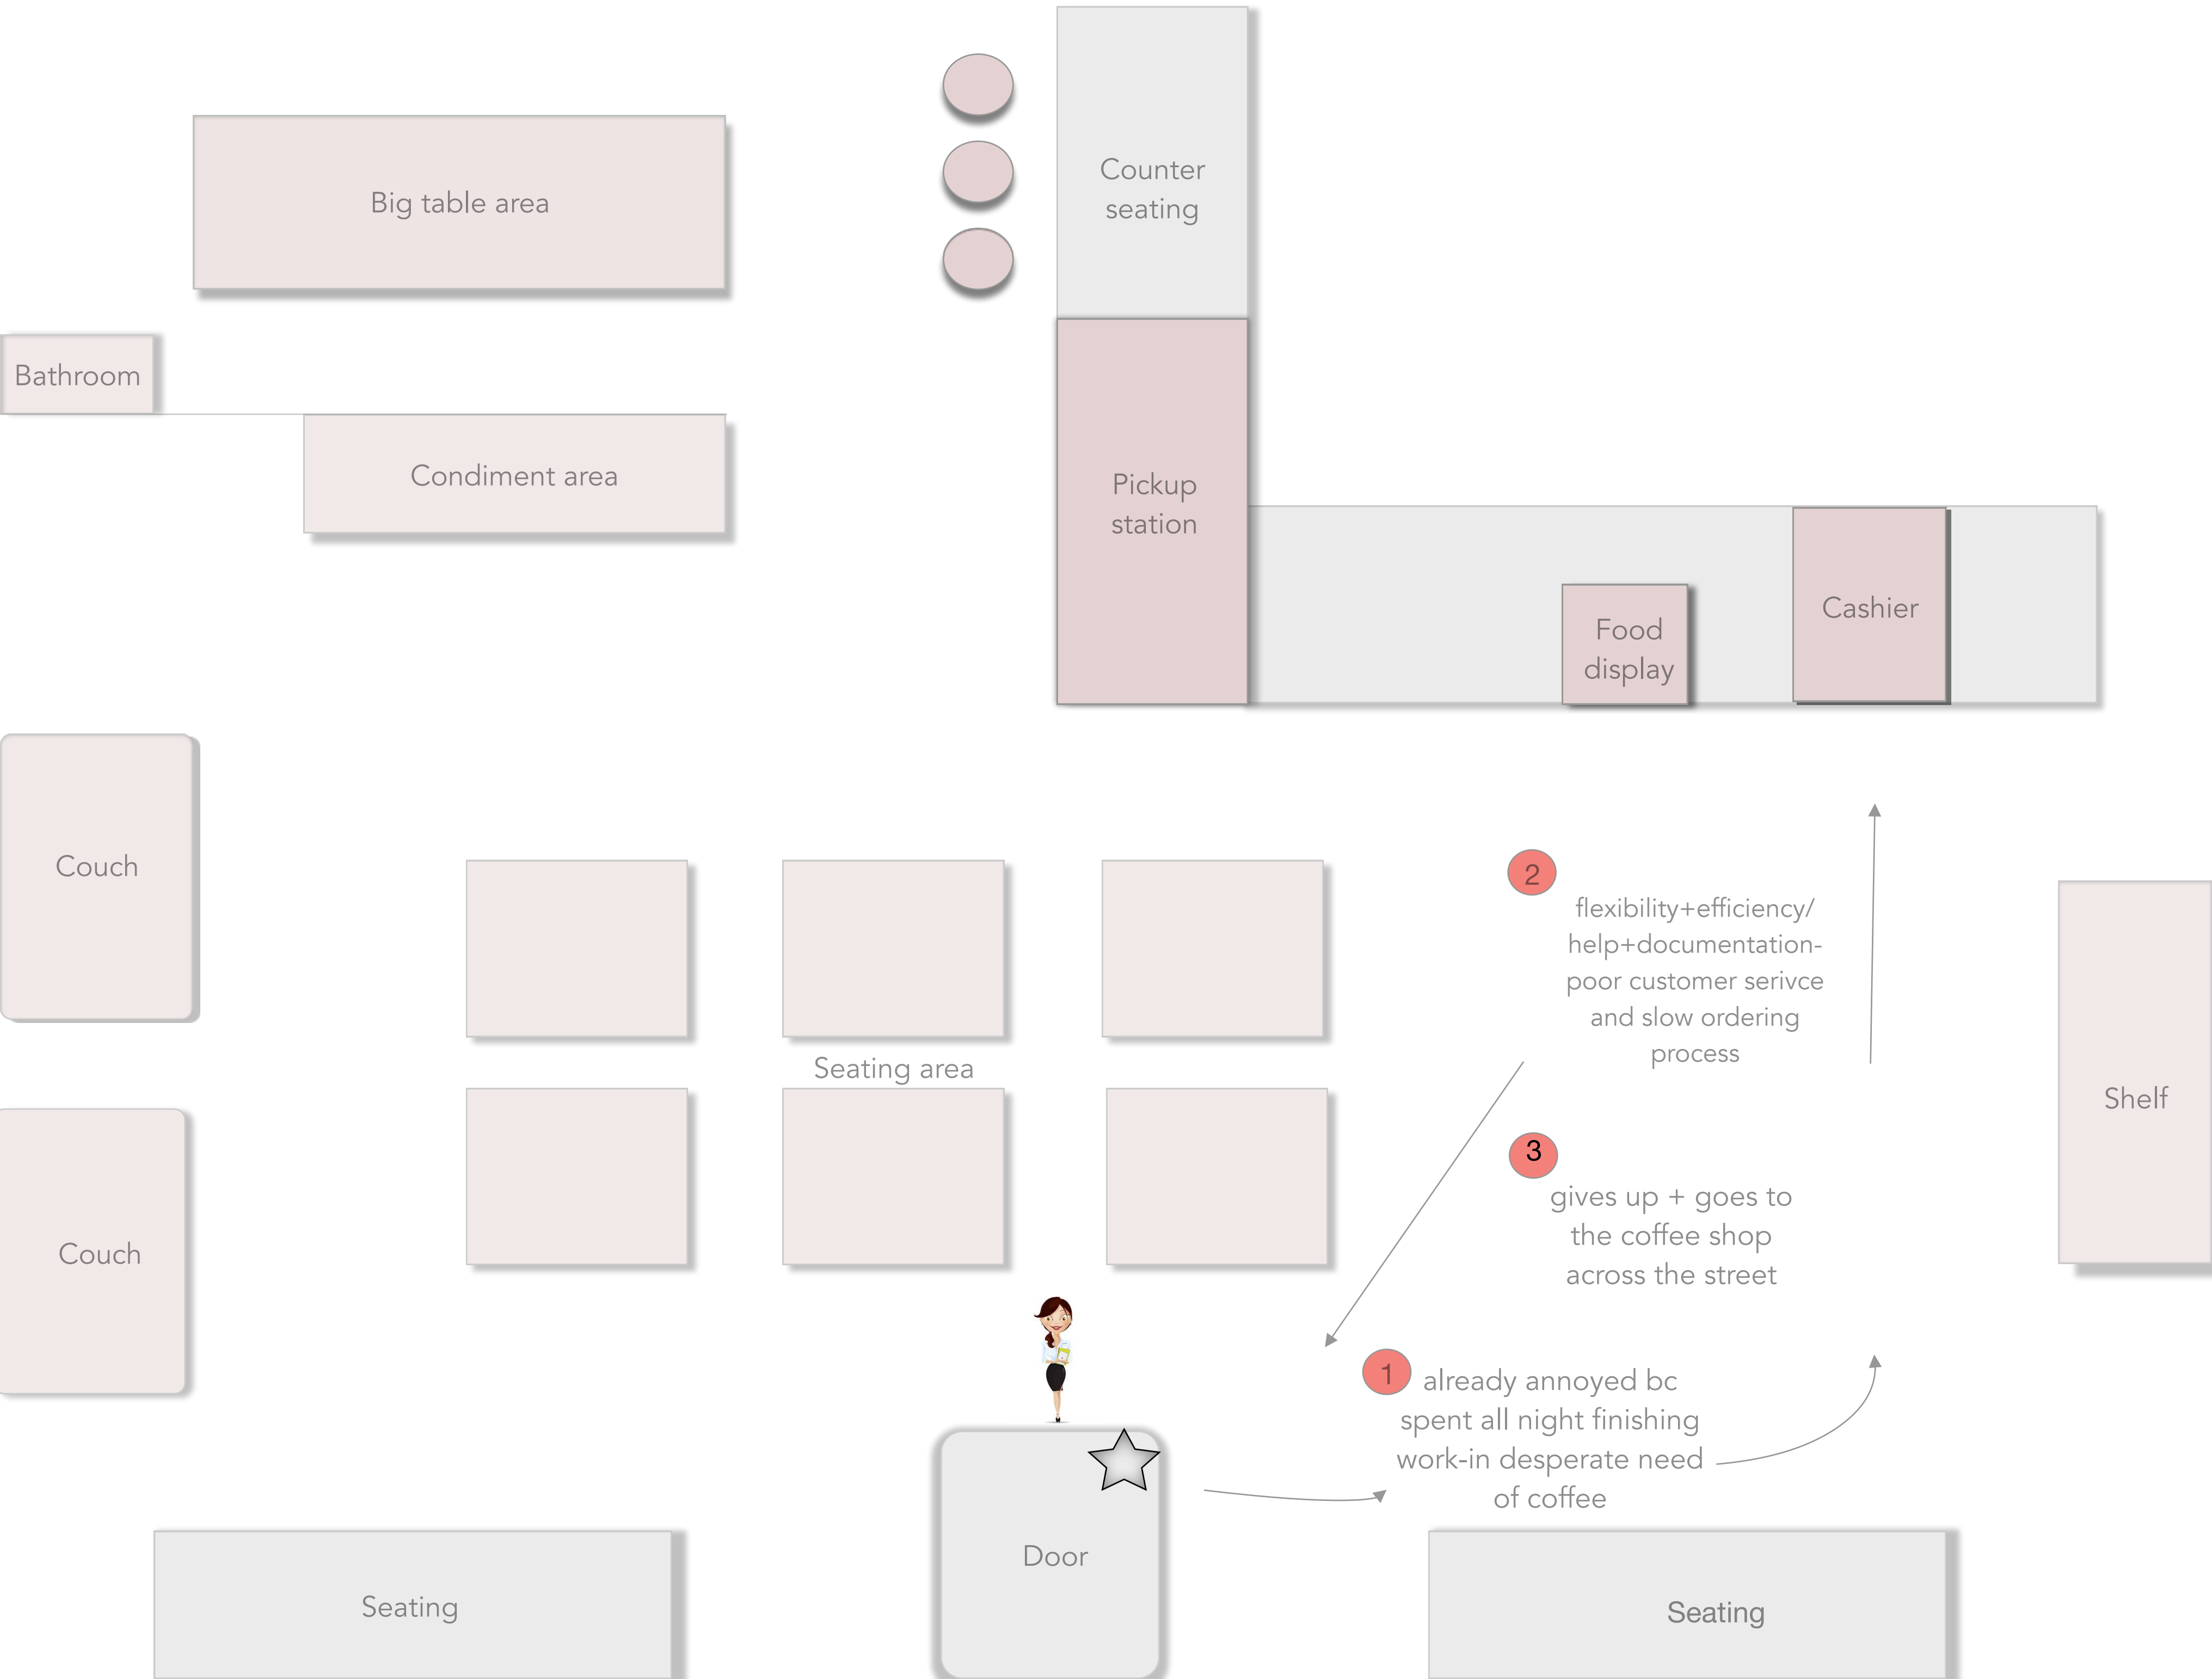 Counter
seating
Big table area
Bathroom
Condiment area
Pickup
station
Food
display
Cashier
Couch
2
flexibility+efficiency/
help+documentation-
poor customer serivce
and slow ordering
process
Seating area
Shelf
3
gives up + goes to
the coffee shop
across the street
Couch
1
already annoyed bc
spent all night finishing
work-in desperate need
of coffee
Door
Seating
Seating